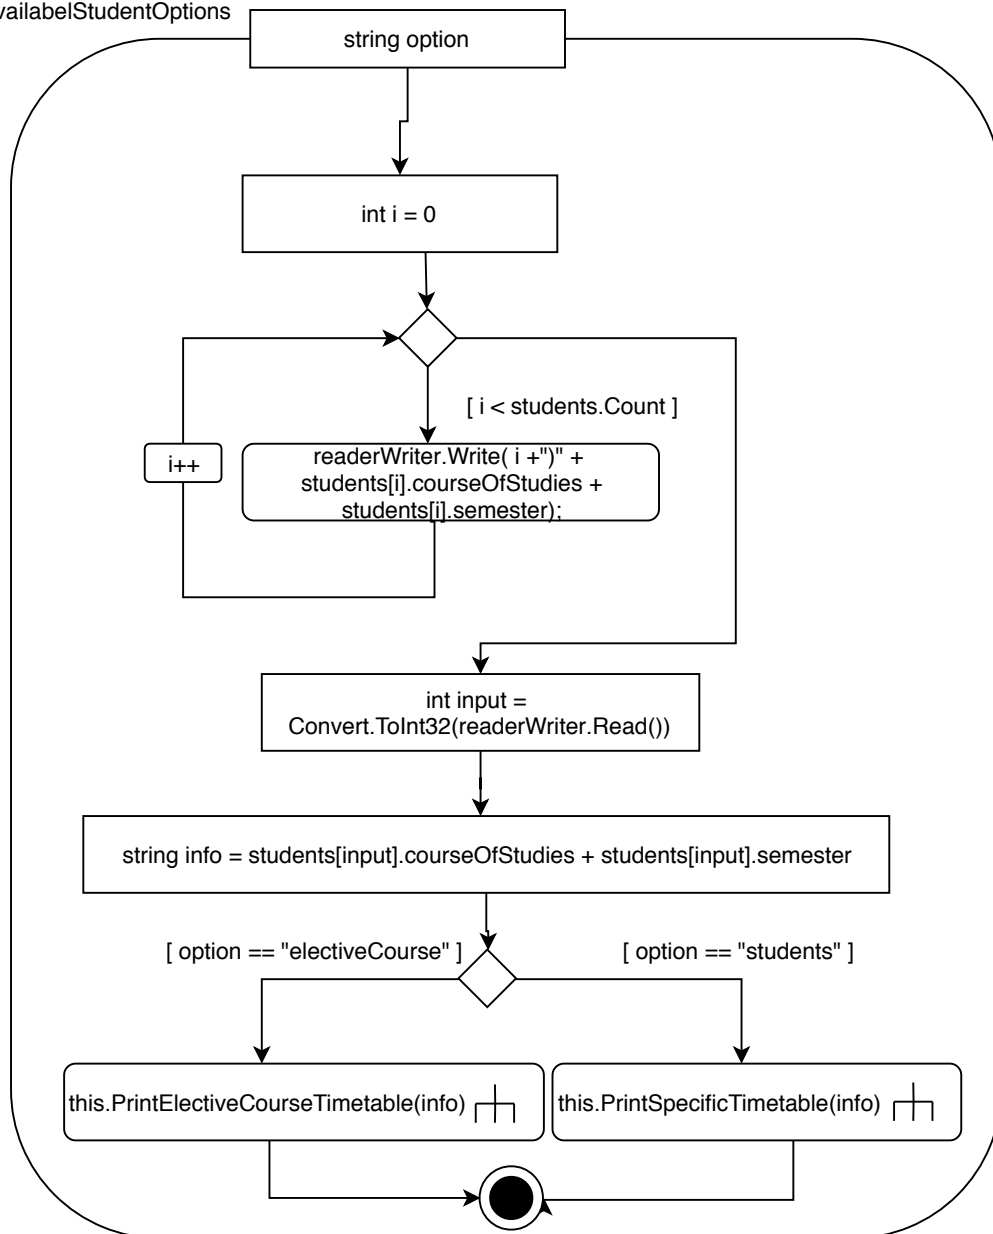 vailabelStudentOptions
string option
int i = 0
[ i < students.Count ]
i++
readerWriter.Write( i +")" +
students[i].courseOfStudies +
students[i].semester);
int input =
Convert.ToInt32(readerWriter.Read())
string info = students[input].courseOfStudies + students[input].semester
[ option == "electiveCourse" ]
[ option == "students" ]
this.PrintElectiveCourseTimetable(info)
this.PrintSpecificTimetable(info)